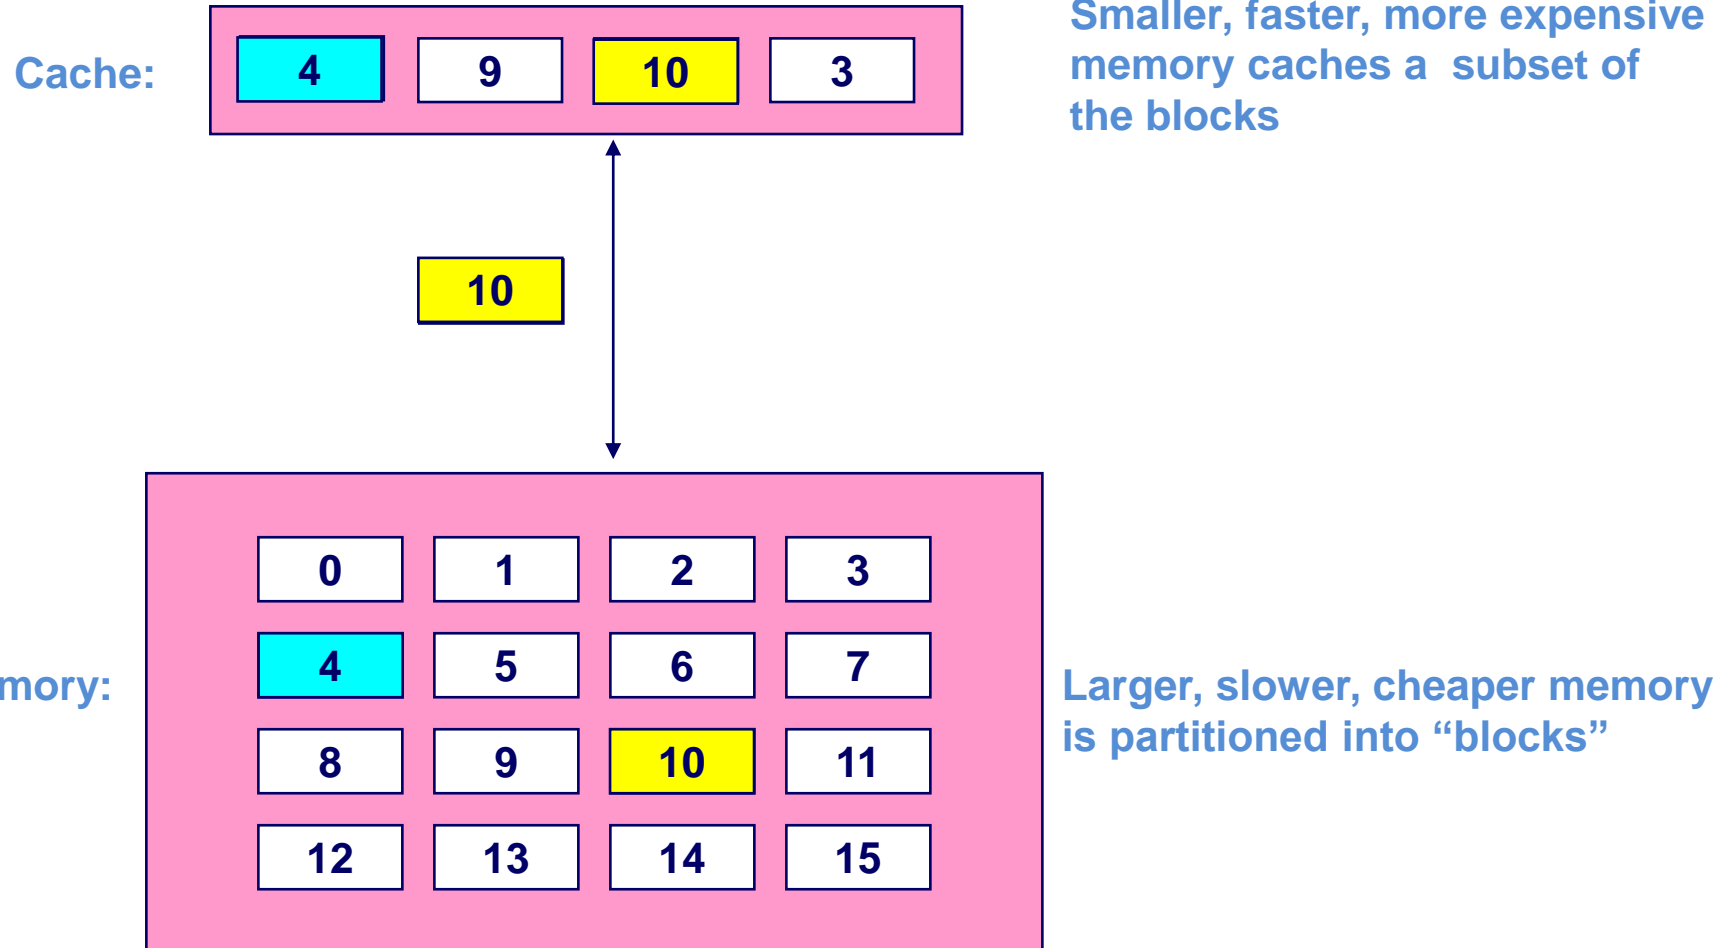 Smaller, faster, more expensive
memory caches a  subset of
the blocks
Cache:
4 9 10 3
10
0 1 2 3
4 5 6 7
8 9 10 11
12 13 14 15
mory:
Larger, slower, cheaper memory
is partitioned into “blocks”